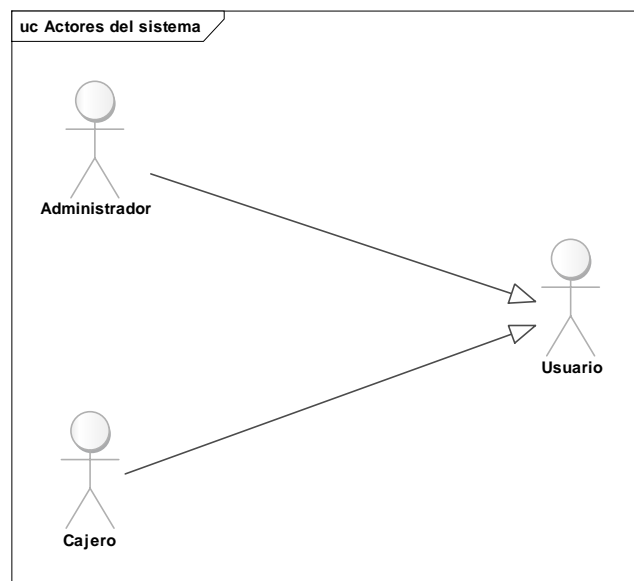 uc Actores del sistema
Administrador
Usuario
Cajero